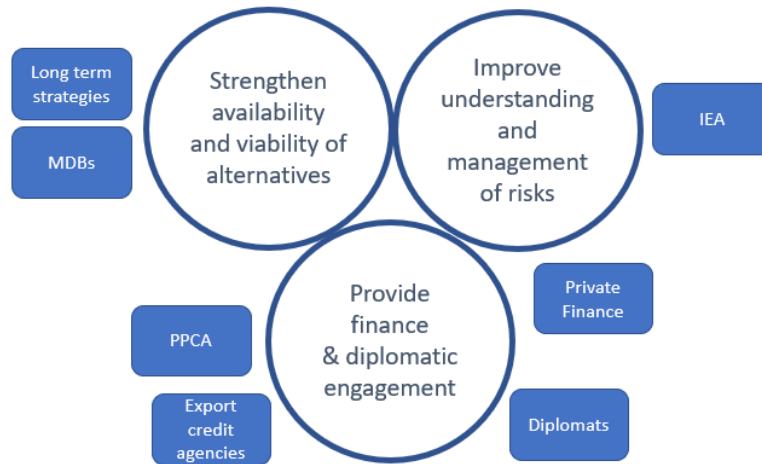 Long term
strategies
MDBs
Strengthen
availability
and viability of
alternatives
Improve
understanding
and
management
of risks
IEA
Provide
finance
& diplomatic
engagement
PPCA
Export
credit
agencies
Private
Finance
Diplomats